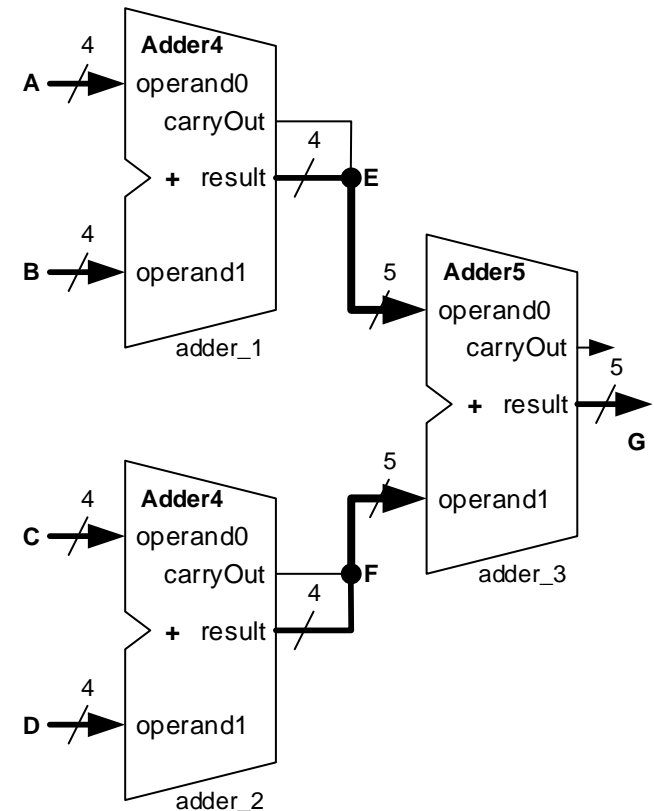 4
Adder4
A
operand0
carryOut
4
+ result
E
4
B
operand1
adder_1
5
Adder5
operand0
carryOut
5
+ result
G
5
operand1
adder_3
4
Adder4
C
operand0
carryOut
F
4
+ result
4
D
operand1
adder_2